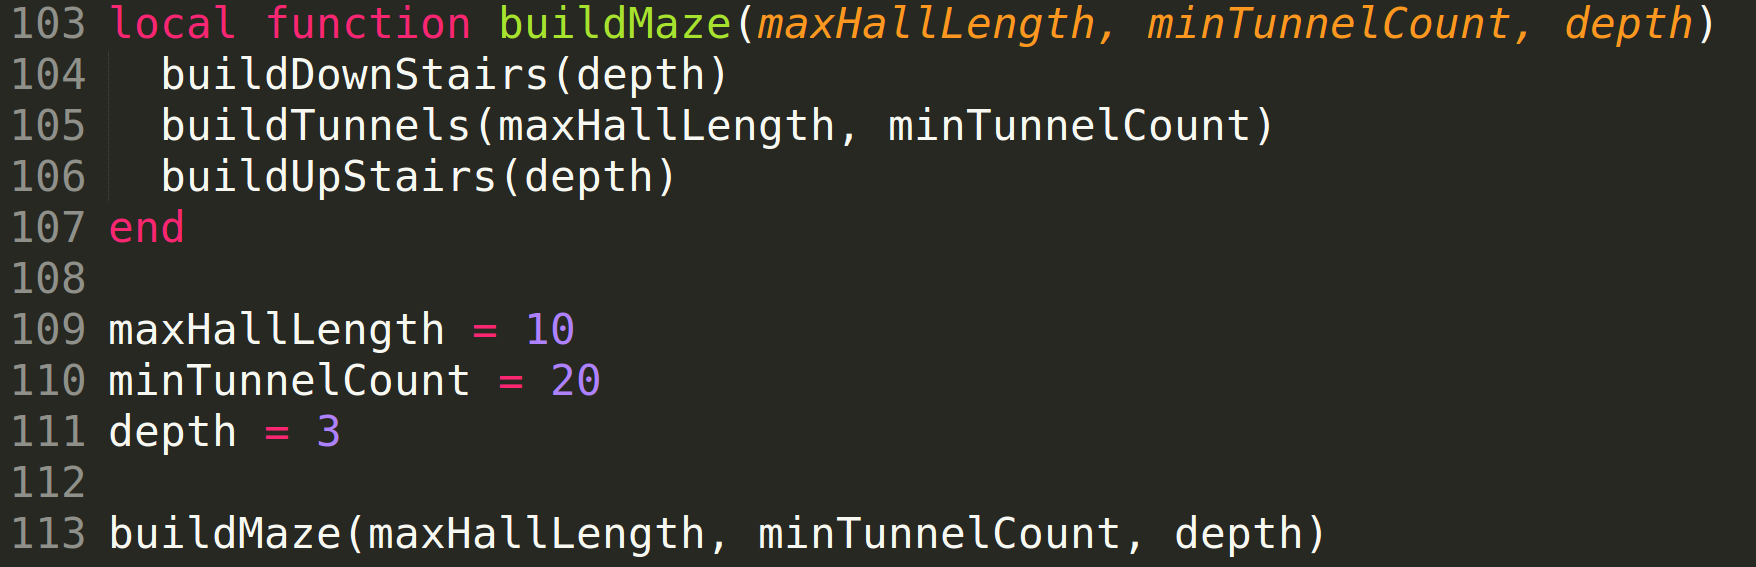 103 local function buildMaze(maxHallLength, minTunnelCount, depth)
104   buildDownStairs(depth)
105   buildTunnels(maxHallLength, minTunnelCount)
106   buildUpStairs(depth)
107 end
108
109 maxHallLength = 10
110 minTunnelCount = 20
111 depth = 3
112
113 buildMaze(maxHallLength, minTunnelCount, depth)